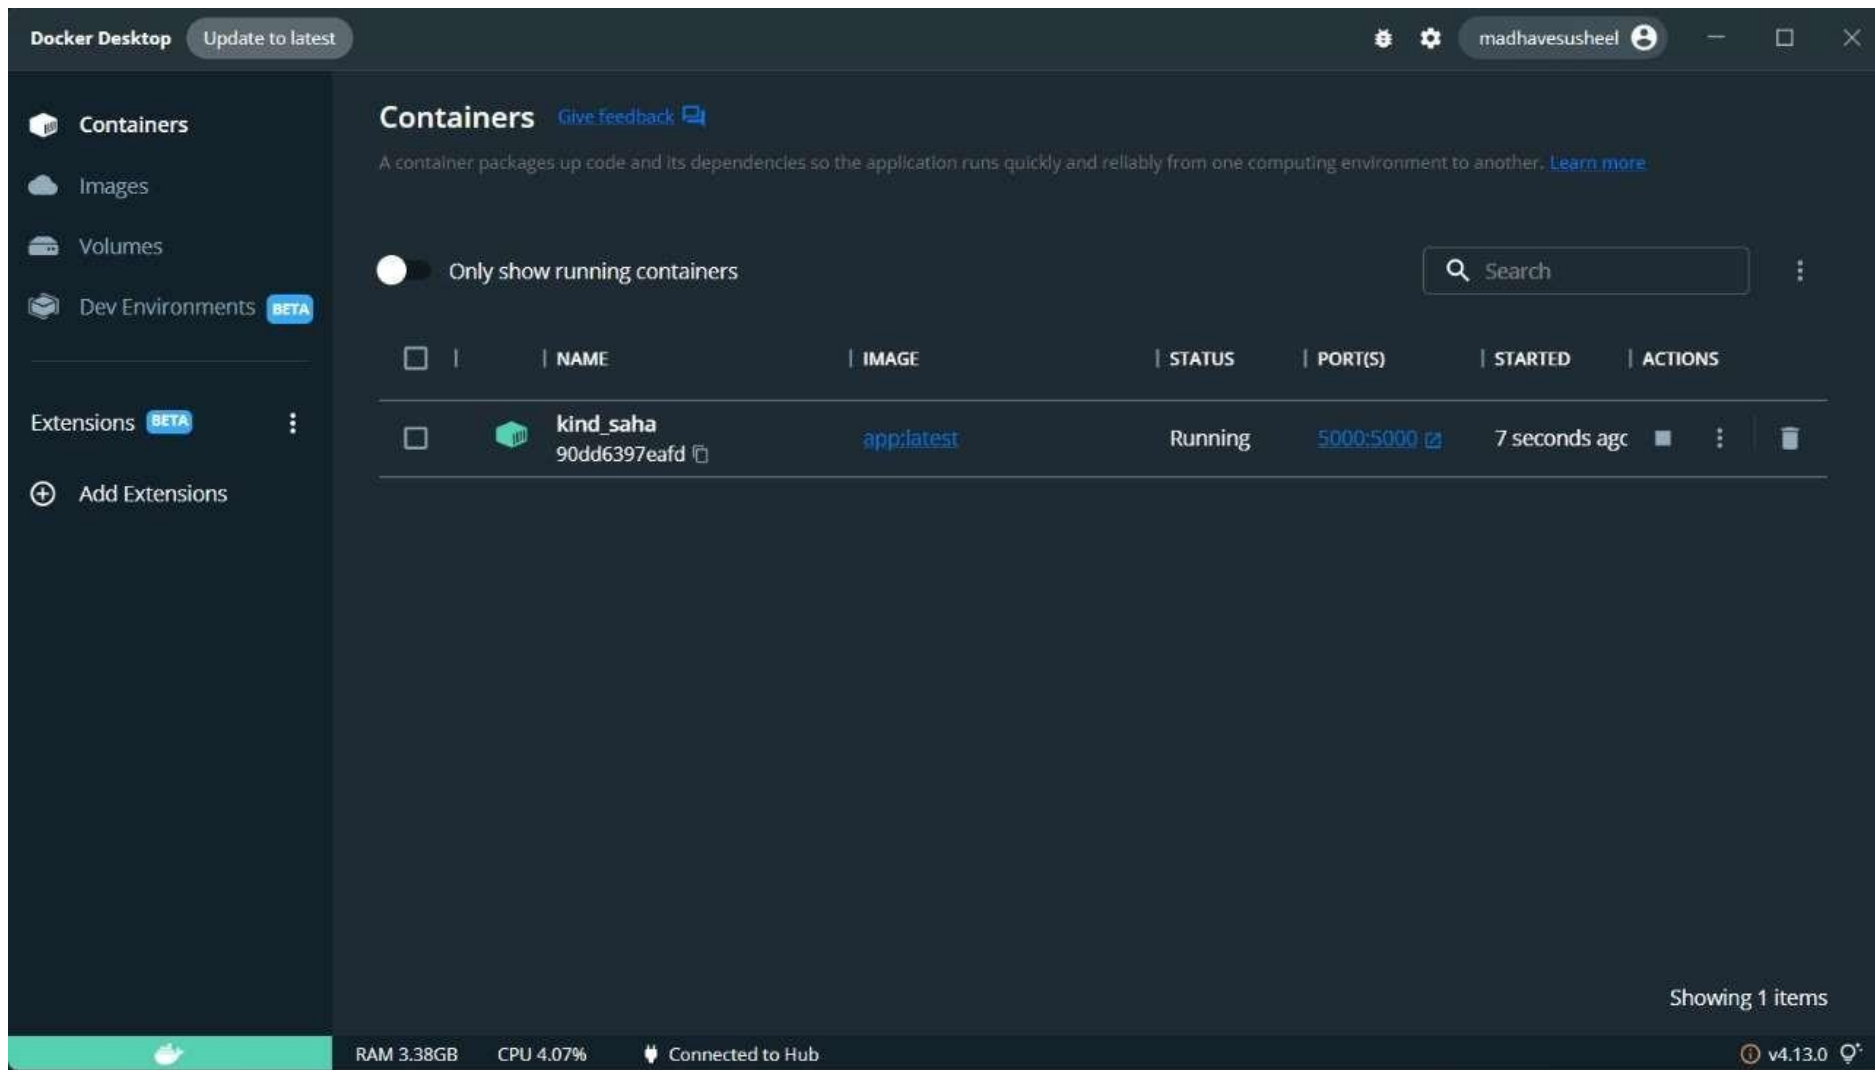 Docker Desktop Update to latest madhavesusheel
Containers
Images
Volumes
Dev Environments BETA
Extensions BETA
Add Extensions
Containers Give feedback
A container packages up code and its dependencies so the application runs quickly and reliably from one computing environment to another. Learn more
Only show running containers Search
NAME IMAGE STATUS PORT(S) STARTED ACTIONS
kind_saha app:latest Running 5000:5000 7 seconds agc
90dd6397eafd
Showing 1 items
RAM 3.38GB CPU 4.07% Connected to Hub v4.13.0